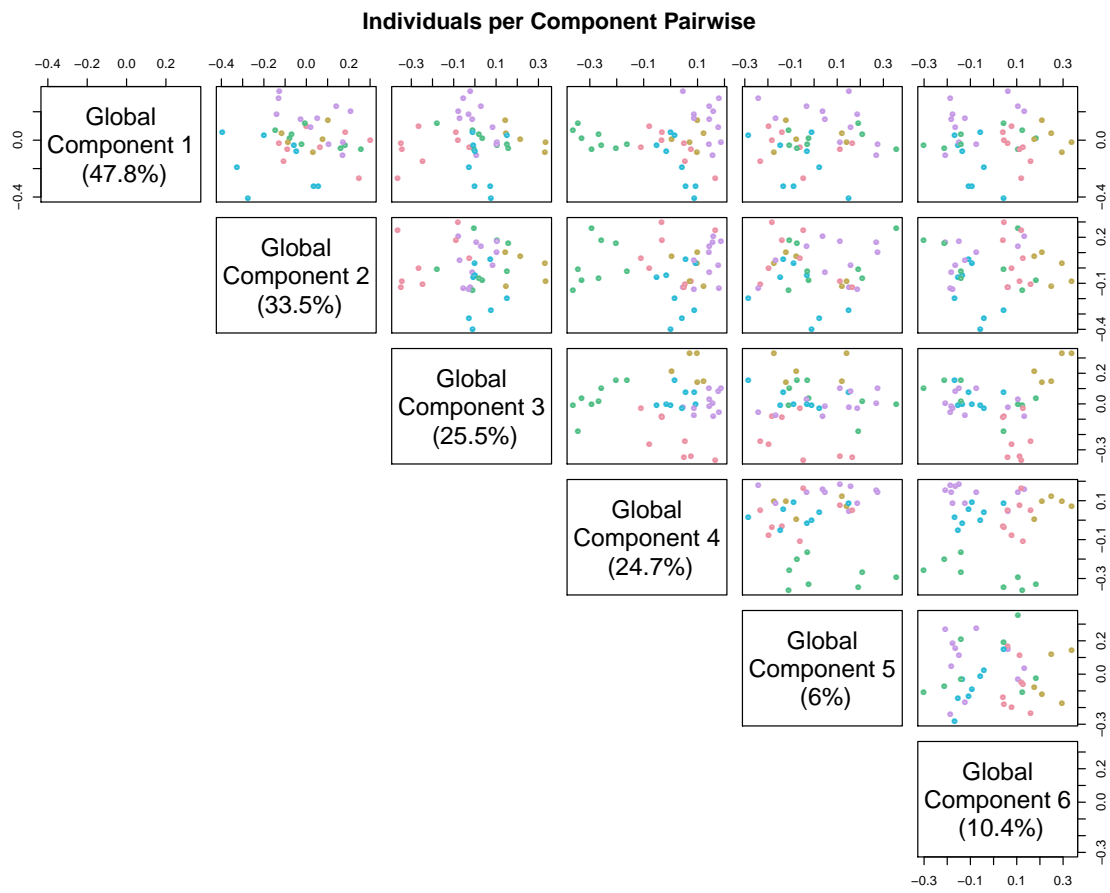 Individuals per Component Pairwise
−0.4 −0.2 0.0 0.2
−0.4 −0.2 0.0 0.2
−0.3 −0.1 0.1 0.3
−0.3 −0.1 0.1
−0.3 −0.1 0.1 0.3
−0.3 −0.1 0.1 0.3
−0.4 0.0
Global
Component 1
(47.8%)
−0.4 0.0
Global
Component 2
(33.5%)
−0.4 −0.1 0.2
Global
Component 3
(25.5%)
−0.3 0.0 0.2
Global
Component 4
(24.7%)
−0.3 −0.1 0.1
Global
Component 5
(6%)
−0.3 0.0 0.2
Global
Component 6
(10.4%)
−0.3 0.0 0.2
−0.3 −0.1 0.1 0.3